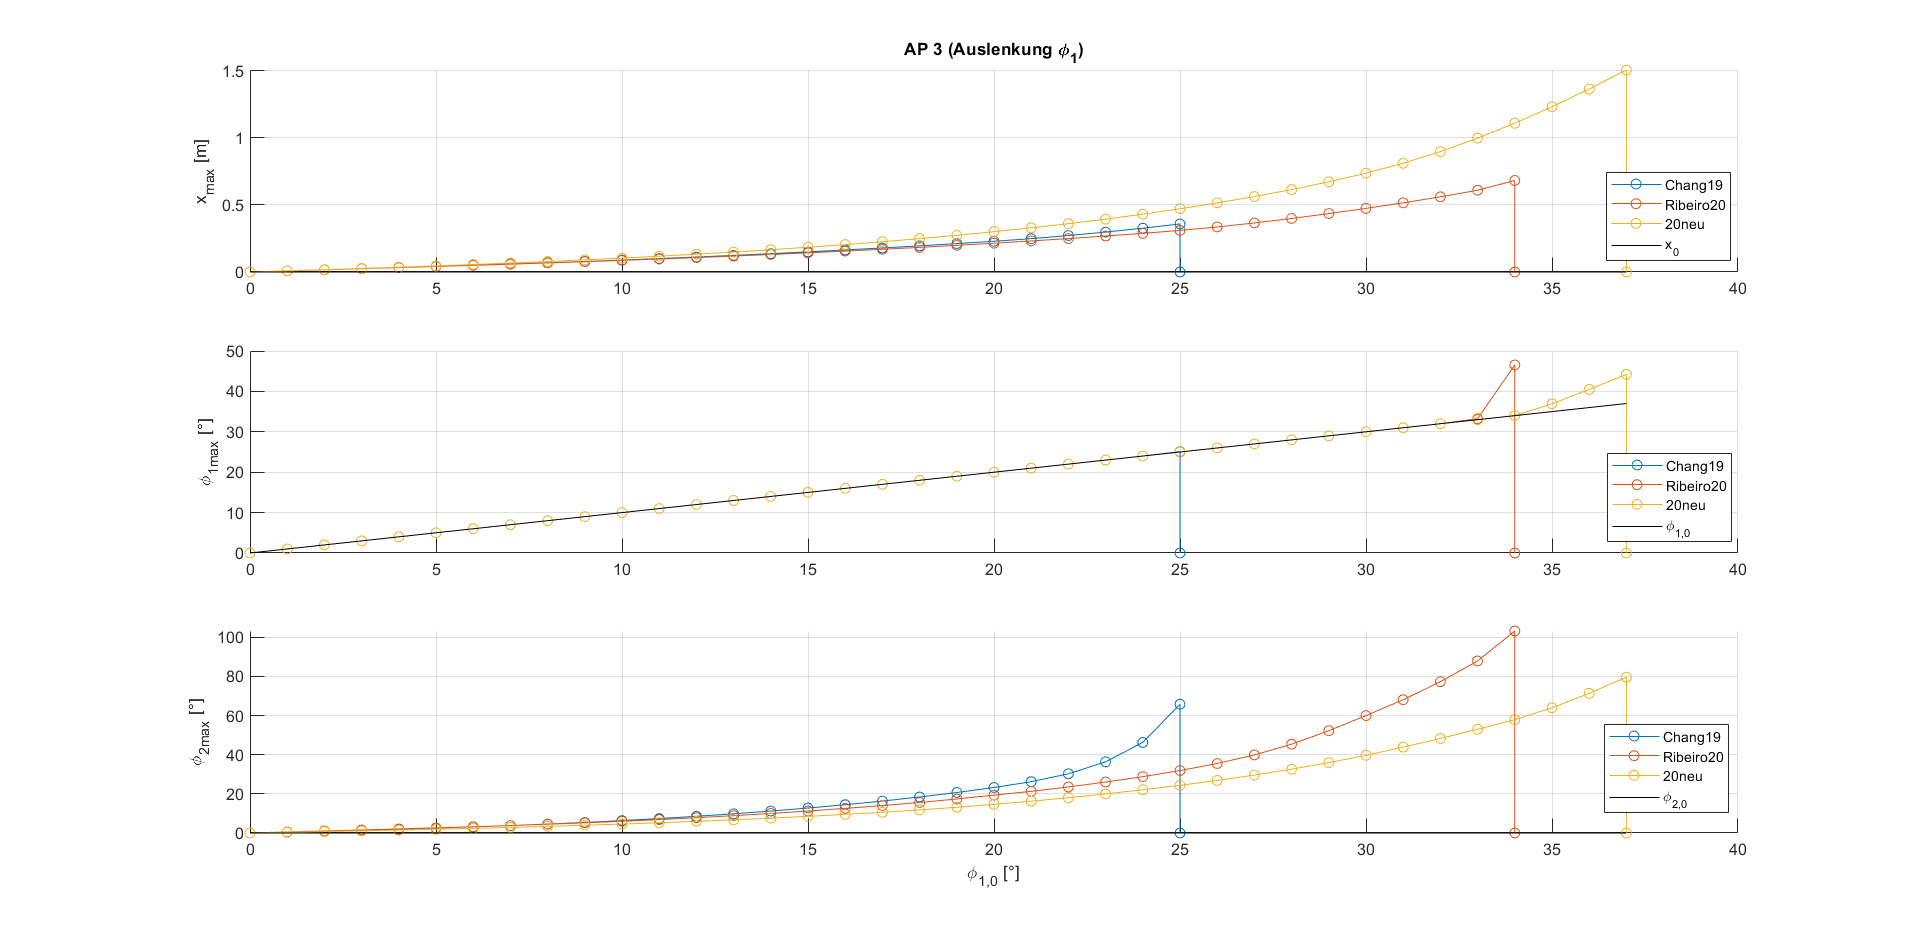 AP 3 (Auslenkung ϕ1)
1.5
1
0.5
0
xmax [m]
0 5 10 15 20 25 30 35 40
Chang19
Ribeiro20
20neu
x0
50
40
30
20
10
0
ϕ1max [°]
0 5 10 15 20 25 30 35 40
Chang19
Ribeiro20
20neu
ϕ1,0
100
80
60
40
20
0
ϕ2max [°]
0 5 10 15 20 25 30 35 40
Chang19
Ribeiro20
20neu
ϕ2,0
ϕ1,0 [°]